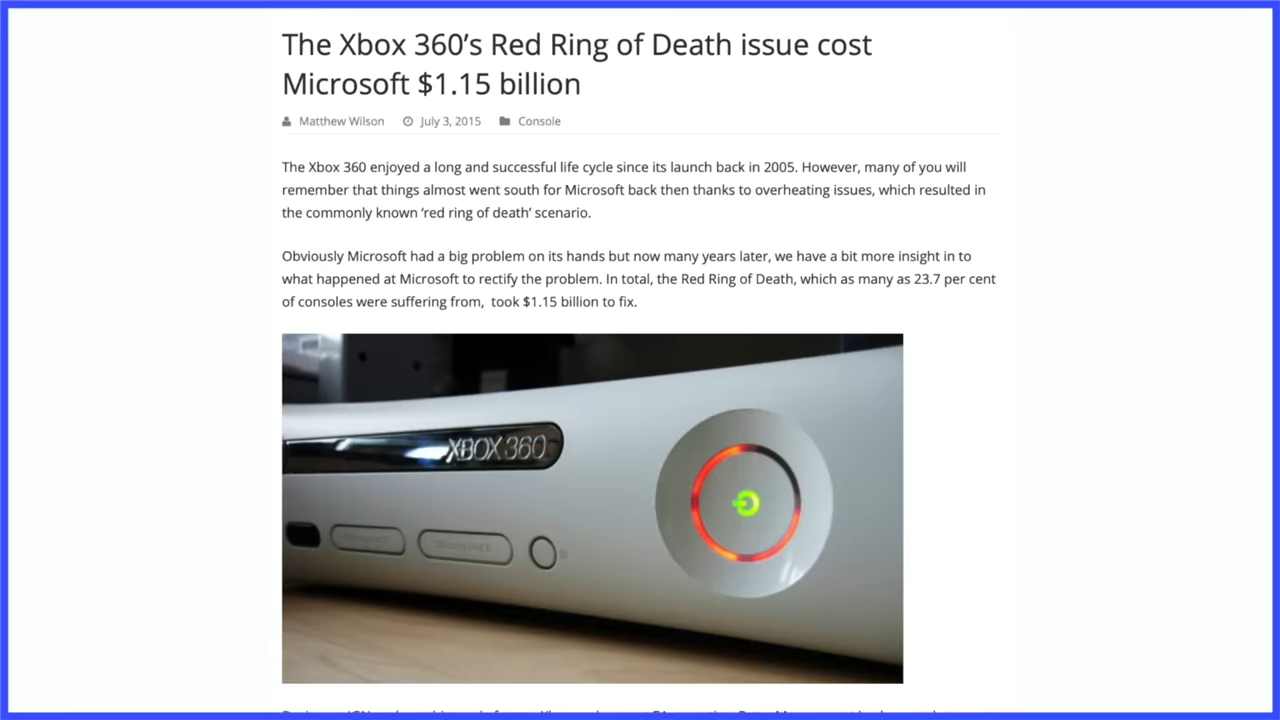 The Xbox 360’s Red Ring of Death issue cost
Microsoft $1.15 billion
Matthew Wilson July 3, 2015 Console
The Xbox 360 enjoyed a long and successful life cycle since its launch back in 2005. However, many of you will
remember that things almost went south for Microsoft back then thanks to overheating issues, which resulted in
the commonly known ‘red ring of death’ scenario.
Obviously Microsoft had a big problem on its hands but now many years later, we have a bit more insight in to
what happened at Microsoft to rectify the problem. In total, the Red Ring of Death, which as many as 23.7 per cent
of consoles were suffering from,  took $1.15 billion to fix.
XBOX 360